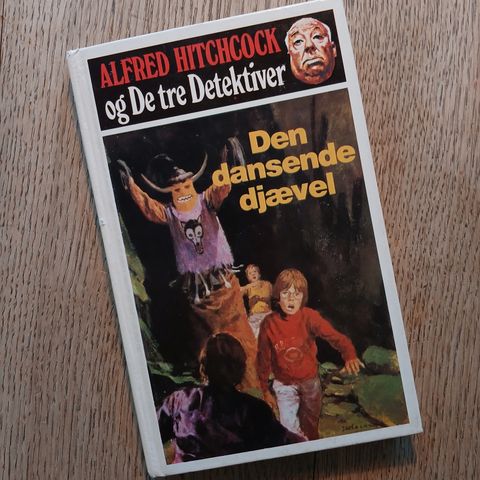 ALFRED HITCHCOCK
og De tre Detektiver
Den
dansende
djævel